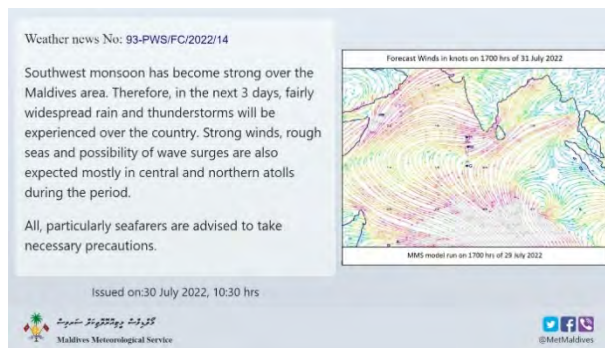 Weather news No: 93-PWS/FC/2022/14
Southwest monsoon has become strong over the
Maldives area. Therefore, in the next 3 days, fairly
widespread rain and thunderstorms will be
experienced over the country. Strong winds, rough
seas and possibility of wave surges are also
expected mostly in central and northern atolls
during the period.
All, particularly seafarers are advised to take
necessary precautions.
Issued on:30 July 2022, 10:30 hrs
Forecast Winds in knots on 1700 hrs of 31 July 2022
MMS model run on 1700 hrs of 29 July 2022
Maldives Meteorological Service
@MetMaldives